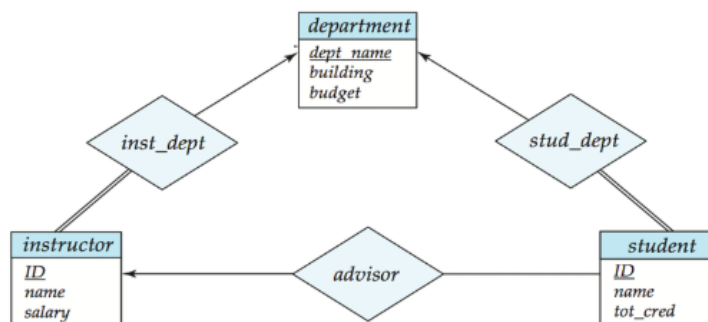 department
dept_name
building
budget
inst_dept
stud_dept
instructor
ID
name
salary
advisor
student
ID
name
tot_cred